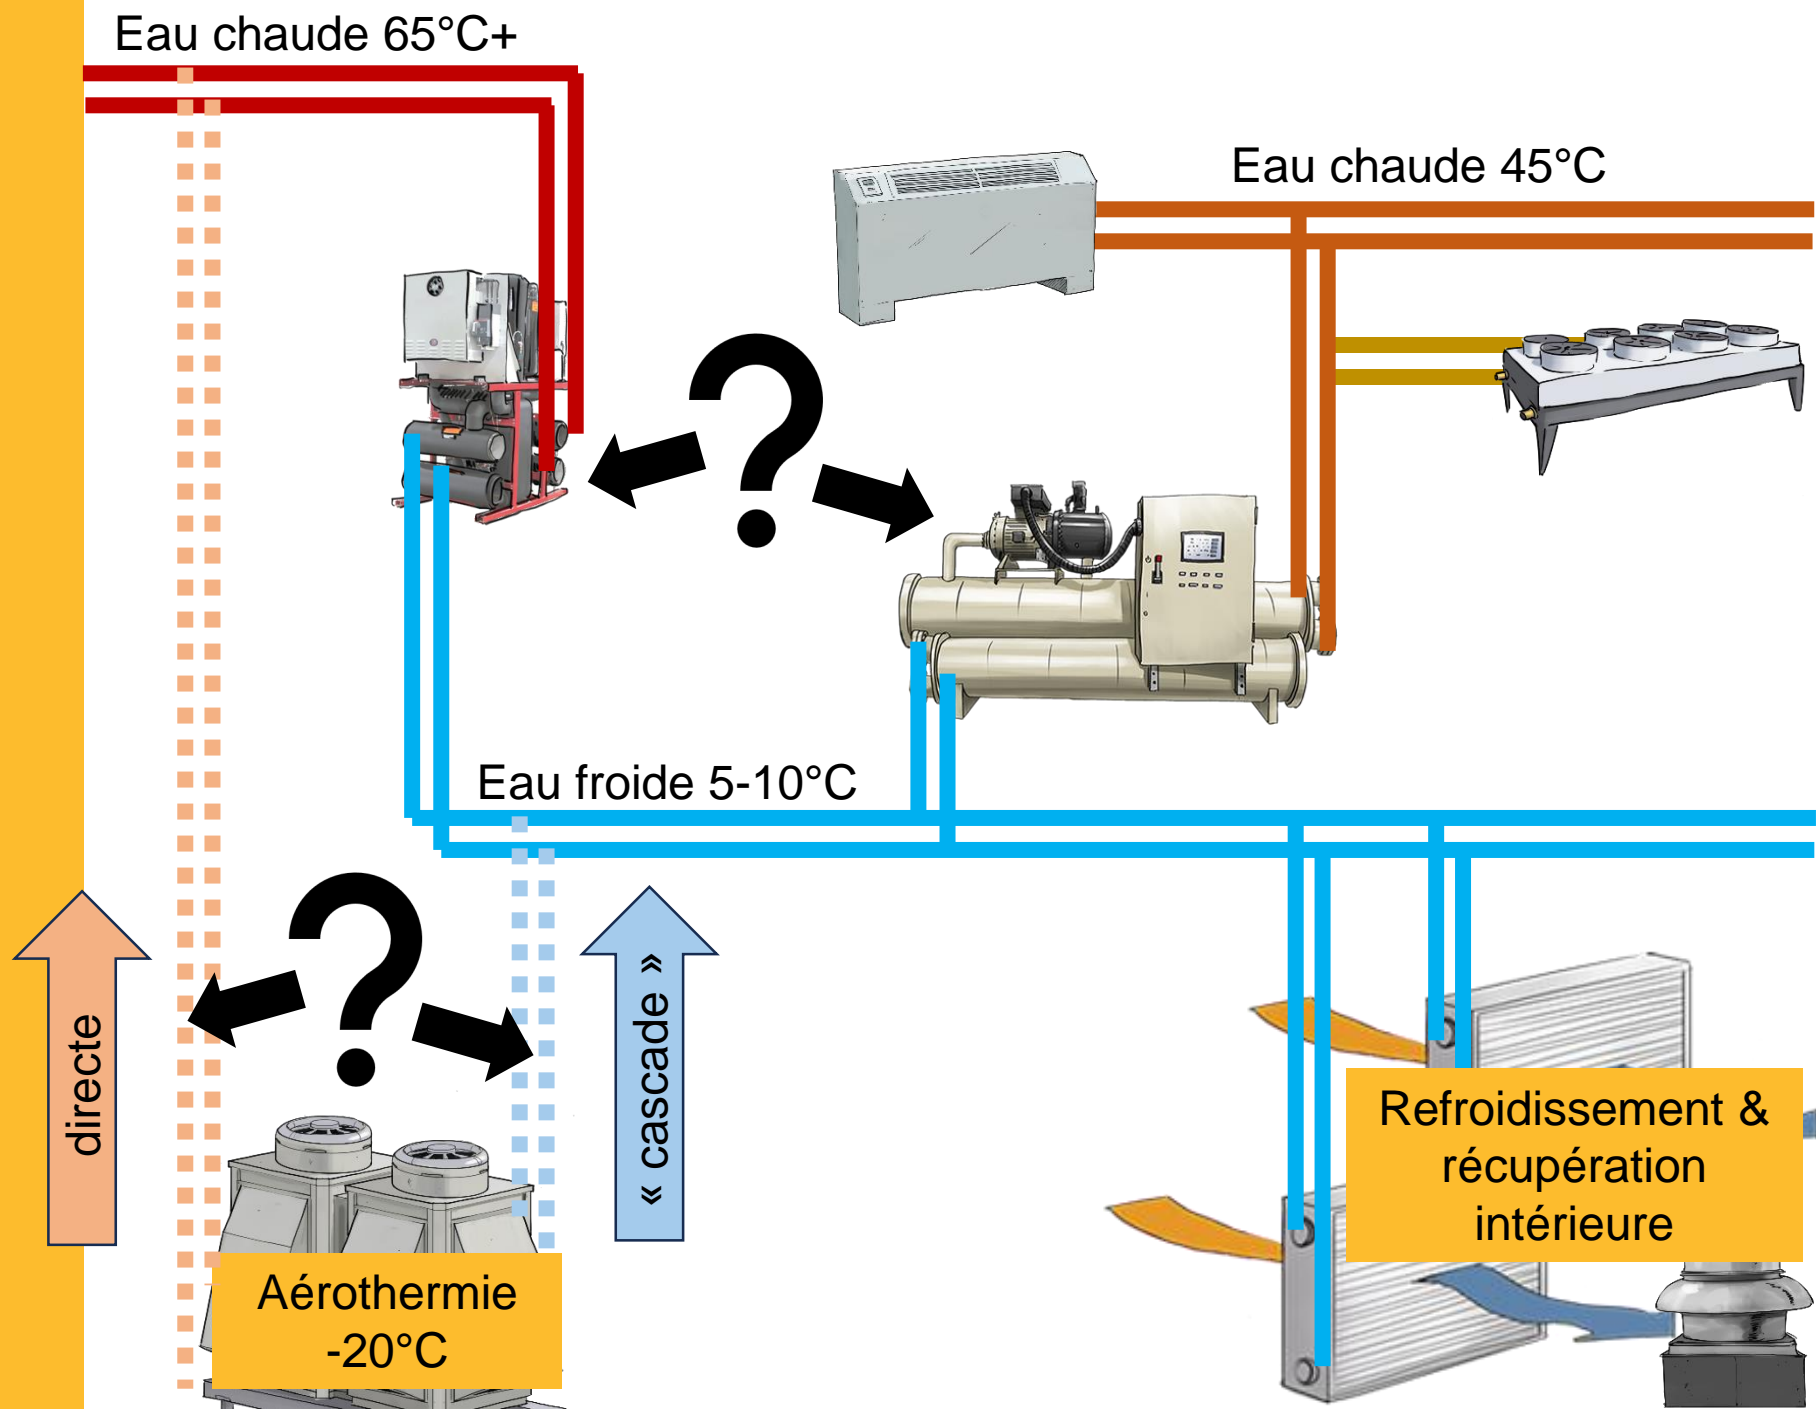 Eau chaude 65°C+
Eau chaude 45°C
Eau froide 5-10°C
directe
« cascade »
Aérothermie
-20°C
Refroidissement &
récupération
intérieure
?
?